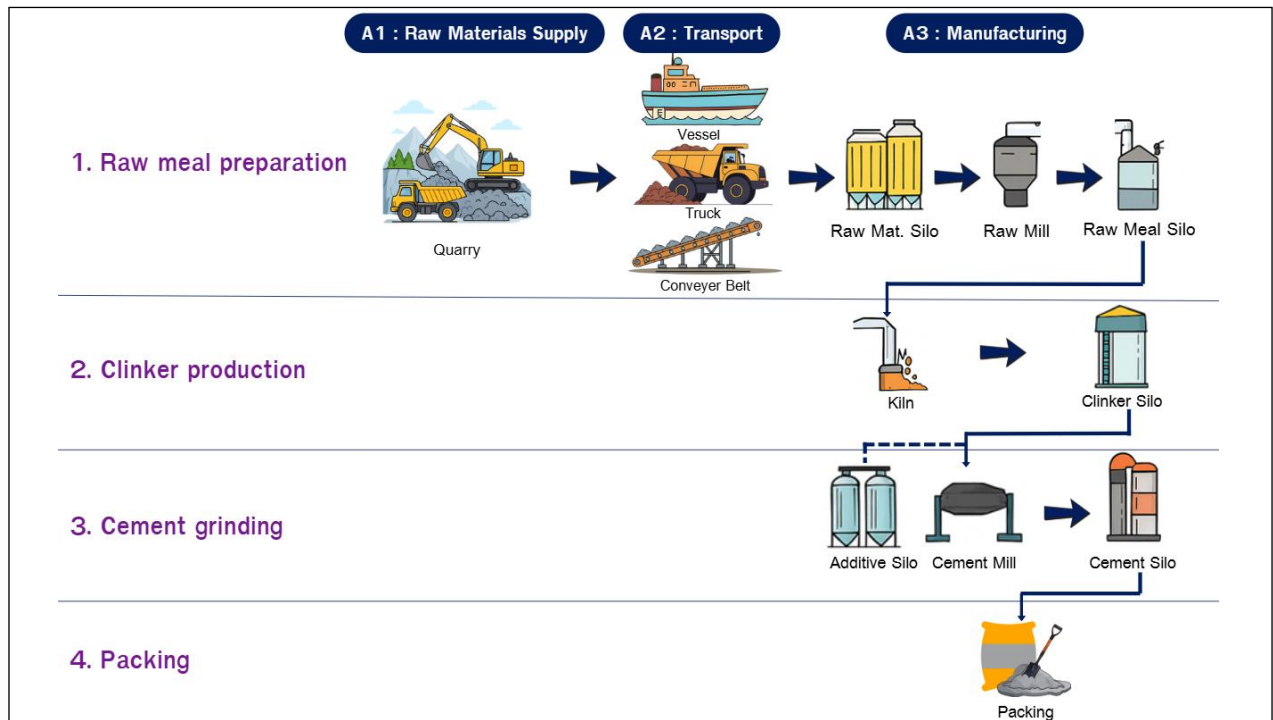 A1 : Raw Materials Supply
A2 : Transport
A3 : Manufacturing
1. Raw meal preparation
Quarry
Vessel
Truck
Conveyer Belt
Raw Mat. Silo
Raw Mill
Raw Meal Silo
2. Clinker production
Kiln
Clinker Silo
3. Cement grinding
Additive Silo
Cement Mill
Cement Silo
4. Packing
Packing